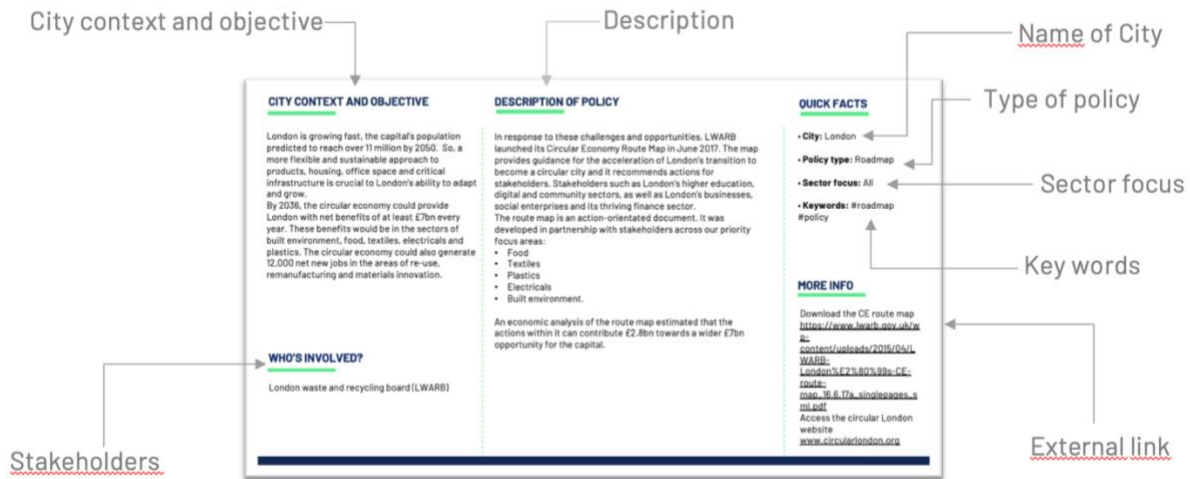 City context and objective
Description
Name of City
Type of policy
Sector focus
Key words
External link
Stakeholders
CITY CONTEXT AND OBJECTIVE
London is growing fast, the capital's population
predicted to reach over 11 million by 2050. So, a
more flexible and sustainable approach to
products, housing, office space and critical
infrastructure is crucial to London's ability to adapt
and grow.
By 2036, the circular economy could provide
London with net benefits of at least £7bn every
year. These benefits would be in the sectors of
built environment, food, textiles, electricals and
plastics. The circular economy could also generate
12,000 net new jobs in the areas of re-use,
remanufacturing and materials innovation.
WHO'S INVOLVED?
London waste and recycling board (LWARB)
DESCRIPTION OF POLICY
In response to these challenges and opportunities, LWARB
launched its Circular Economy Route Map in June 2017. The map
provides guidance for the acceleration of London's transition to
become a circular city and it recommends actions for
stakeholders. Stakeholders such as London's higher education,
digital and community sectors, as well as London's businesses,
social enterprises and its thriving finance sector.
The route map is an action-orientated document. It was
developed in partnership with stakeholders across our priority
focus areas:
• Food
• Textiles
• Plastics
• Electricals
• Built environment.
An economic analysis of the route map estimated that the
actions within it can contribute £2.8bn towards a wider £7bn
opportunity for the capital.
QUICK FACTS
• City: London
• Policy type: Roadmap
• Sector focus: All
• Keywords: #roadmap
#policy
MORE INFO
Download the CE route map
https://www.lwarb.gov.uk/w
p-
content/uploads/2015/04/L
WARB-
London%E2%80%99s-CE-
route-
map_16.6.17a_singlepages_s
ml.pdf
Access the circular London
website
www.circularlondon.org